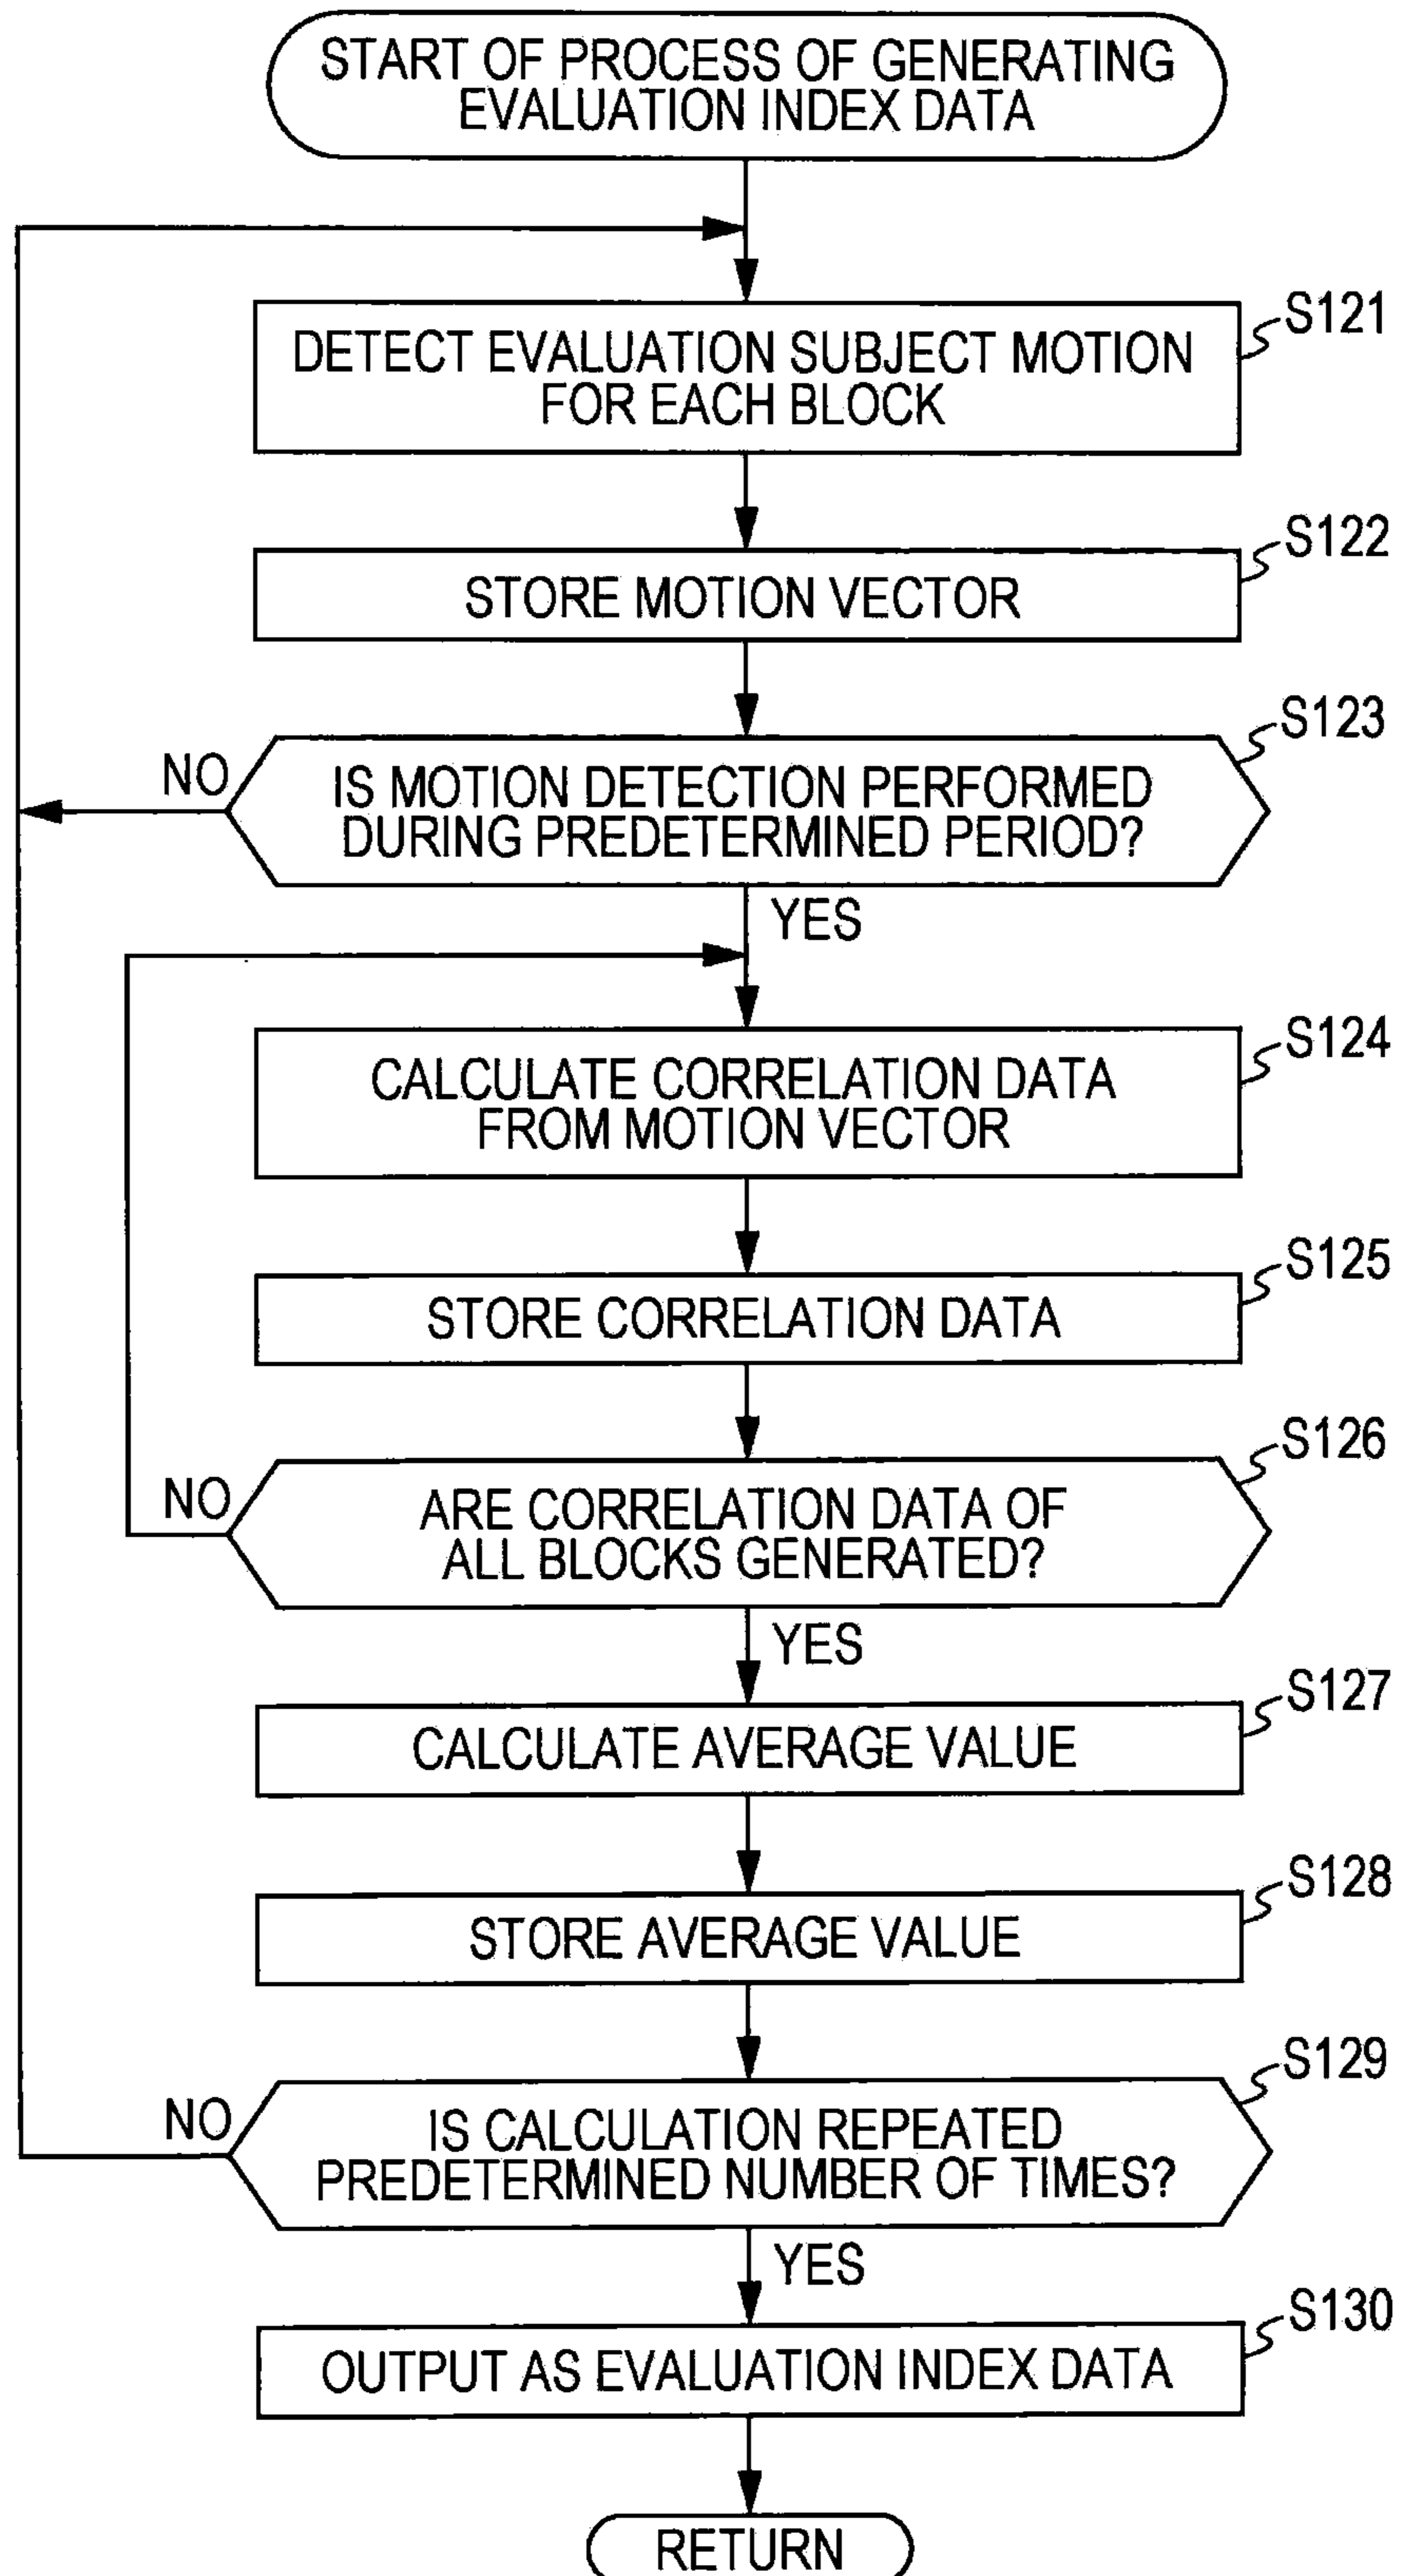 START OF PROCESS OF GENERATING
EVALUATION INDEX DATA
S121
DETECT EVALUATION SUBJECT MOTION
FOR EACH BLOCK
S122
STORE MOTION VECTOR
S123
NO
IS MOTION DETECTION PERFORMED
DURING PREDETERMINED PERIOD?
YES
S124
CALCULATE CORRELATION DATA
FROM MOTION VECTOR
S125
STORE CORRELATION DATA
S126
NO
ARE CORRELATION DATA OF
ALL BLOCKS GENERATED?
YES
S127
CALCULATE AVERAGE VALUE
S128
STORE AVERAGE VALUE
S129
NO
IS CALCULATION REPEATED
PREDETERMINED NUMBER OF TIMES?
YES
S130
OUTPUT AS EVALUATION INDEX DATA
RETURN